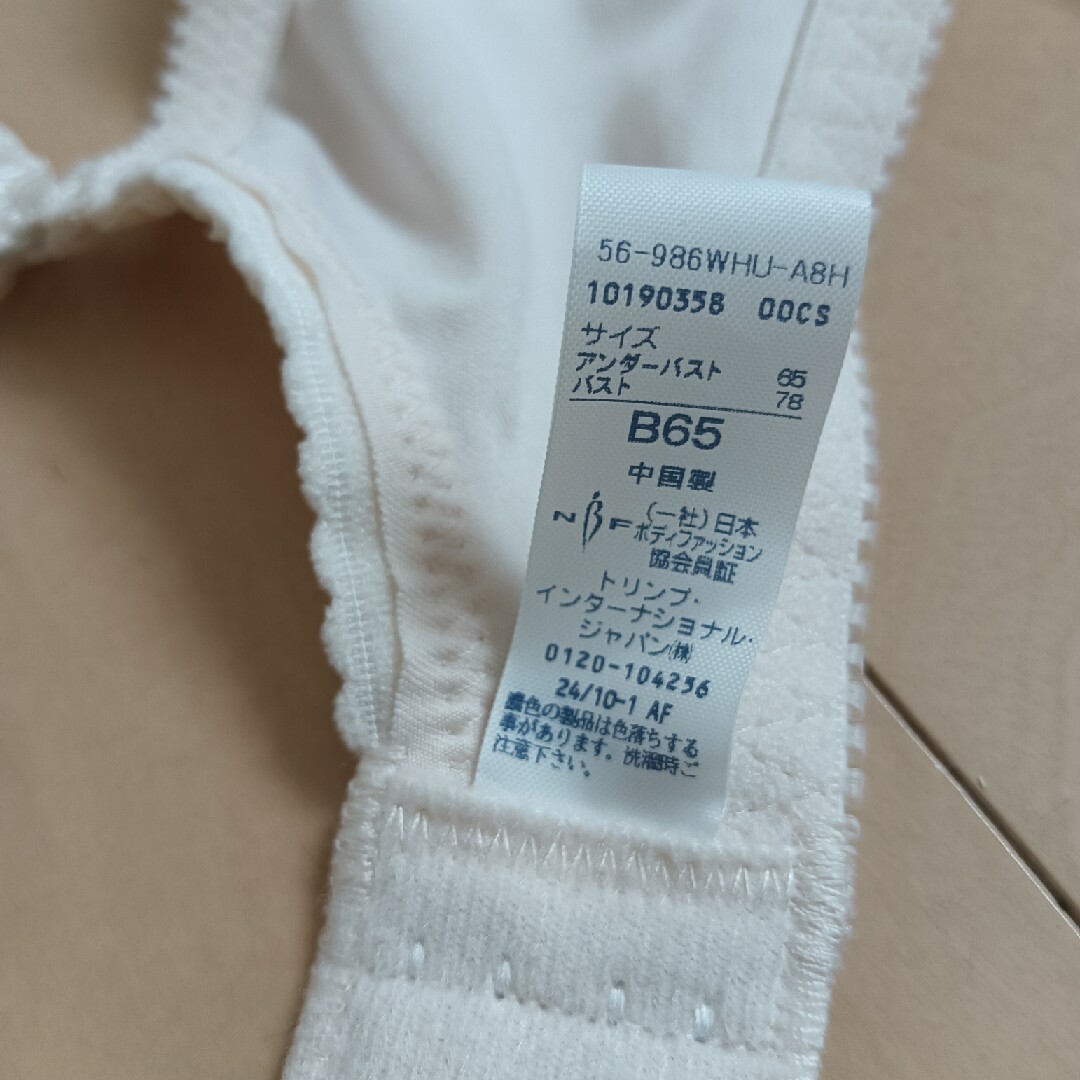 56-986WHU-A8H
10190358 00CS
サイズ
アンダーバスト 65
バスト 78
B65
中国製
NBF (一社)日本
ボディファッション
協会員証
トリンプ・
インターナショナル・
ジャパン(株)
0120-104256
24/10-1 AF
濃色の製品は色落ちする
事があります。洗濯時ご
注意下さい。